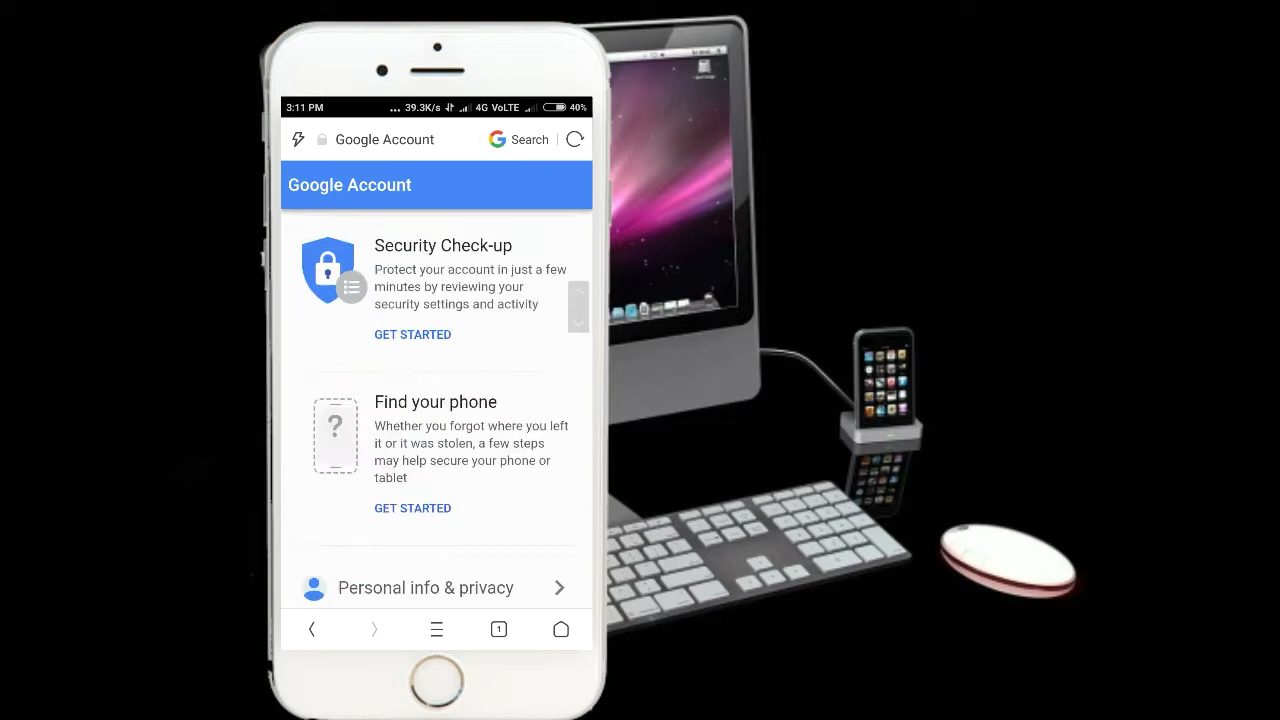 3:11 PM ... 39.3K/s 4G VoLTE 40%
Google Account G Search
Google Account
Security Check-up
Protect your account in just a few
minutes by reviewing your
security settings and activity
GET STARTED
Find your phone
Whether you forgot where you left
it or it was stolen, a few steps
may help secure your phone or
tablet
GET STARTED
Personal info & privacy
1